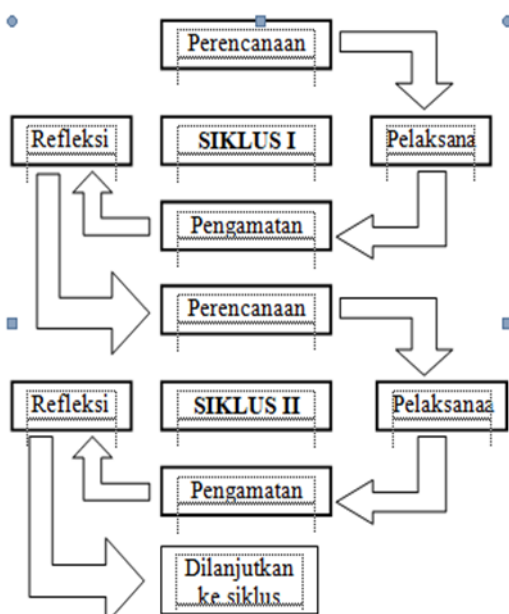 Perencanaan
Refleksi
SIKLUS I
Pelaksana
Pengamatan
Perencanaan
Refleksi
SIKLUS II
Pelaksanaa
Pengamatan
Dilanjutkan
ke siklus